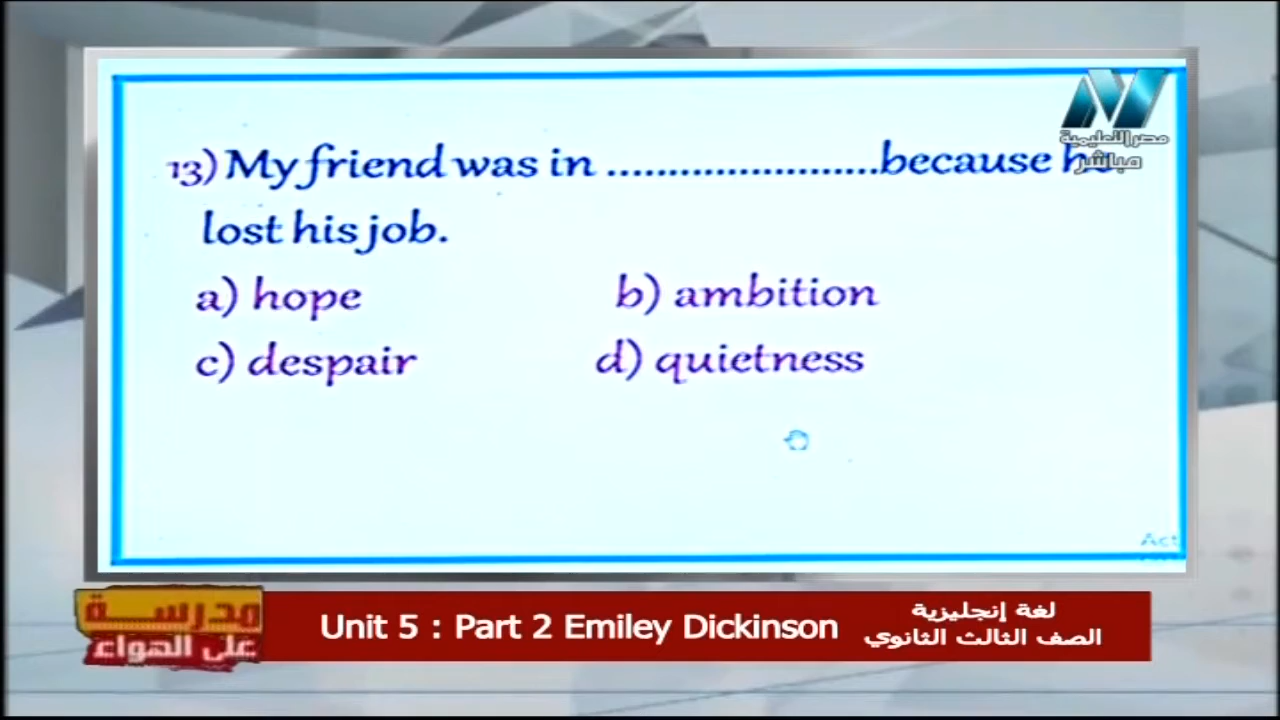 مصر التعليمية
مباشر
13) My friend was in .........................because he
lost his job.
a) hope b) ambition
c) despair d) quietness
Act
مدرسة
على الهواء
Unit 5 : Part 2 Emiley Dickinson
لغة إنجليزية
الصف الثالث الثانوي